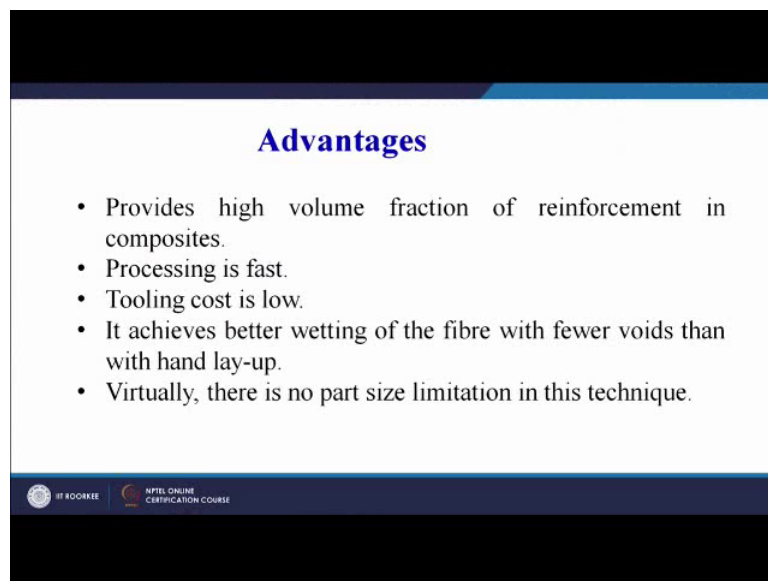 Advantages
• Provides high volume fraction of reinforcement in
composites.
• Processing is fast.
• Tooling cost is low.
• It achieves better wetting of the fibre with fewer voids than
with hand lay-up.
• Virtually, there is no part size limitation in this technique.
IIT ROORKEE
NPTEL ONLINE
CERTIFICATION COURSE